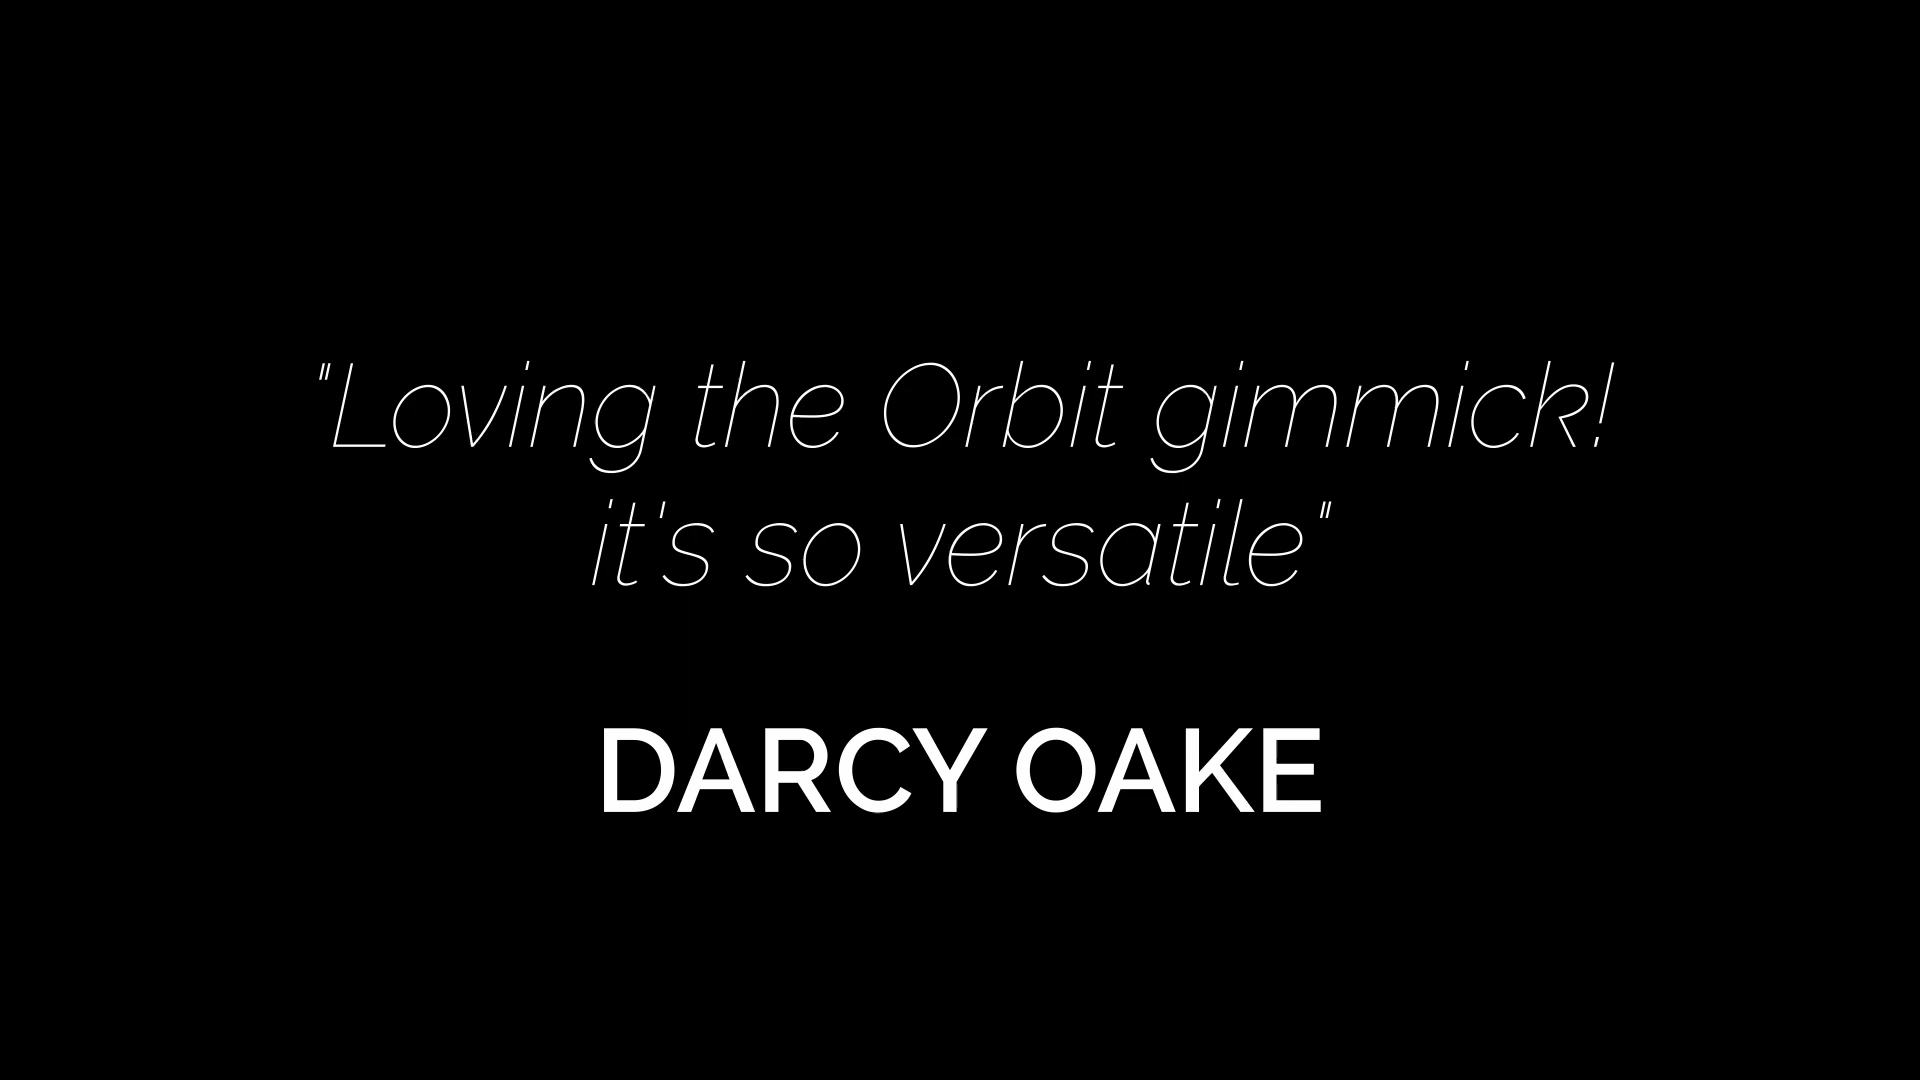 "Loving the Orbit gimmick!
it's so versatile"
DARCY OAKE